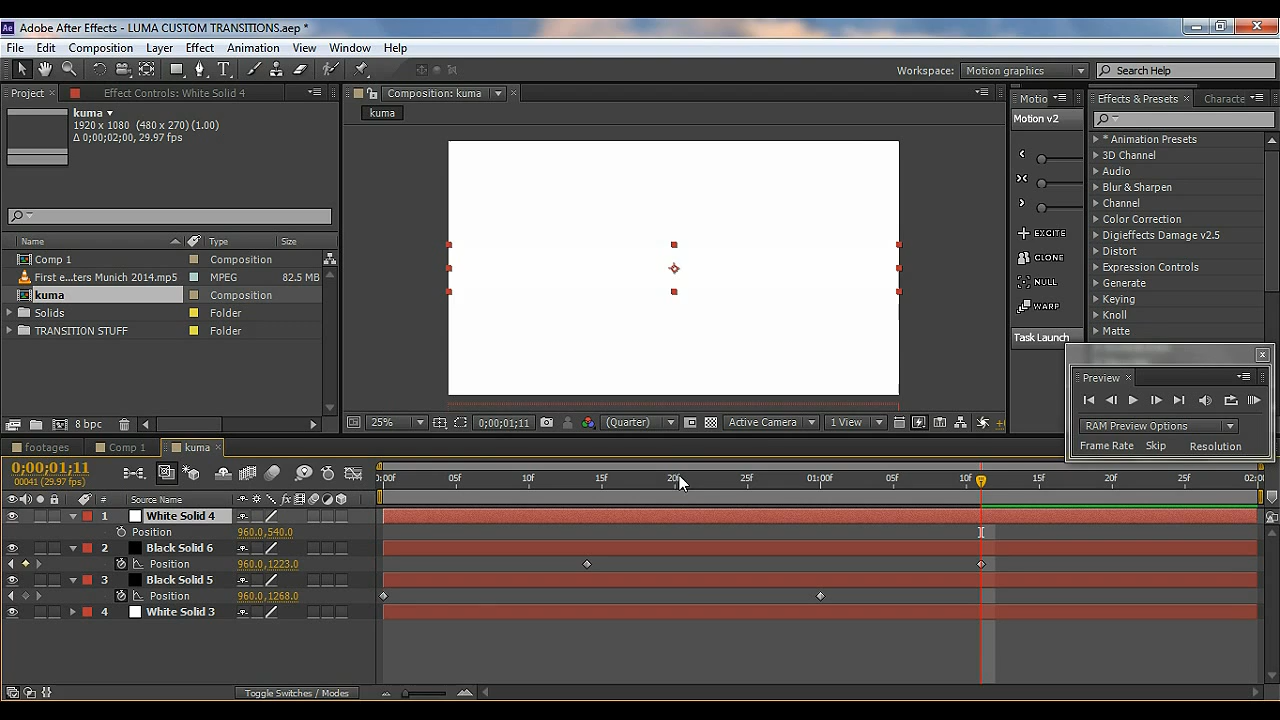 Adobe After Effects - LUMA CUSTOM TRANSITIONS.aep *
File Edit Composition Layer Effect Animation View Window Help
Workspace: Motion graphics Search Help
Project Effect Controls: White Solid 4 Composition: kuma Motio Effects & Presets Characte
kuma
1920 x 1080 (480 x 270) (1.00)
Δ 0;00;02;00, 29.97 fps
kuma
Motion v2
* Animation Presets
3D Channel
Audio
Blur & Sharpen
Channel
Color Correction
Digieffects Damage v2.5
Distort
Expression Controls
Generate
Keying
Knoll
Matte
EXCITE
CLONE
NULL
WARP
Task Launch
Name Type Size
Comp 1 Composition
First e...ters Munich 2014.mp5 MPEG 82.5 MB
kuma Composition
Solids Folder
TRANSITION STUFF Folder
8 bpc
25% 0;00;01;11 (Quarter) Active Camera 1 View
Preview
RAM Preview Options
Frame Rate Skip Resolution
footages Comp 1 kuma
0;00;01;11
00041 (29.97 fps)
:00f 05f 10f 15f 20f 25f 01:00f 05f 10f 15f 20f 25f 02:0
# Source Name
1 White Solid 4
Position 960.0,540.0
2 Black Solid 6
Position 960.0,1223.0
3 Black Solid 5
Position 960.0,1268.0
4 White Solid 3
Toggle Switches / Modes